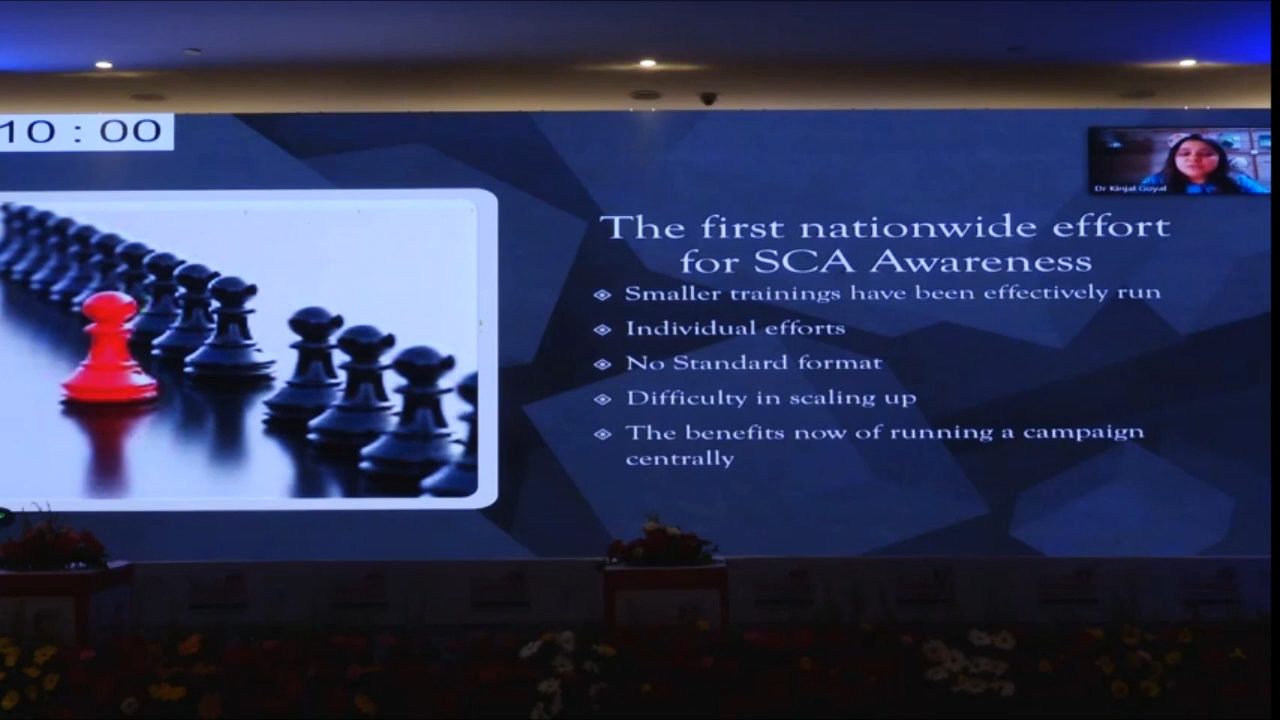 10 : 00
Dr Kinjal Goyal
The first nationwide effort
for SCA Awareness
Smaller trainings have been effectively run
Individual efforts
No Standard format
Difficulty in scaling up
The benefits now of running a campaign
centrally